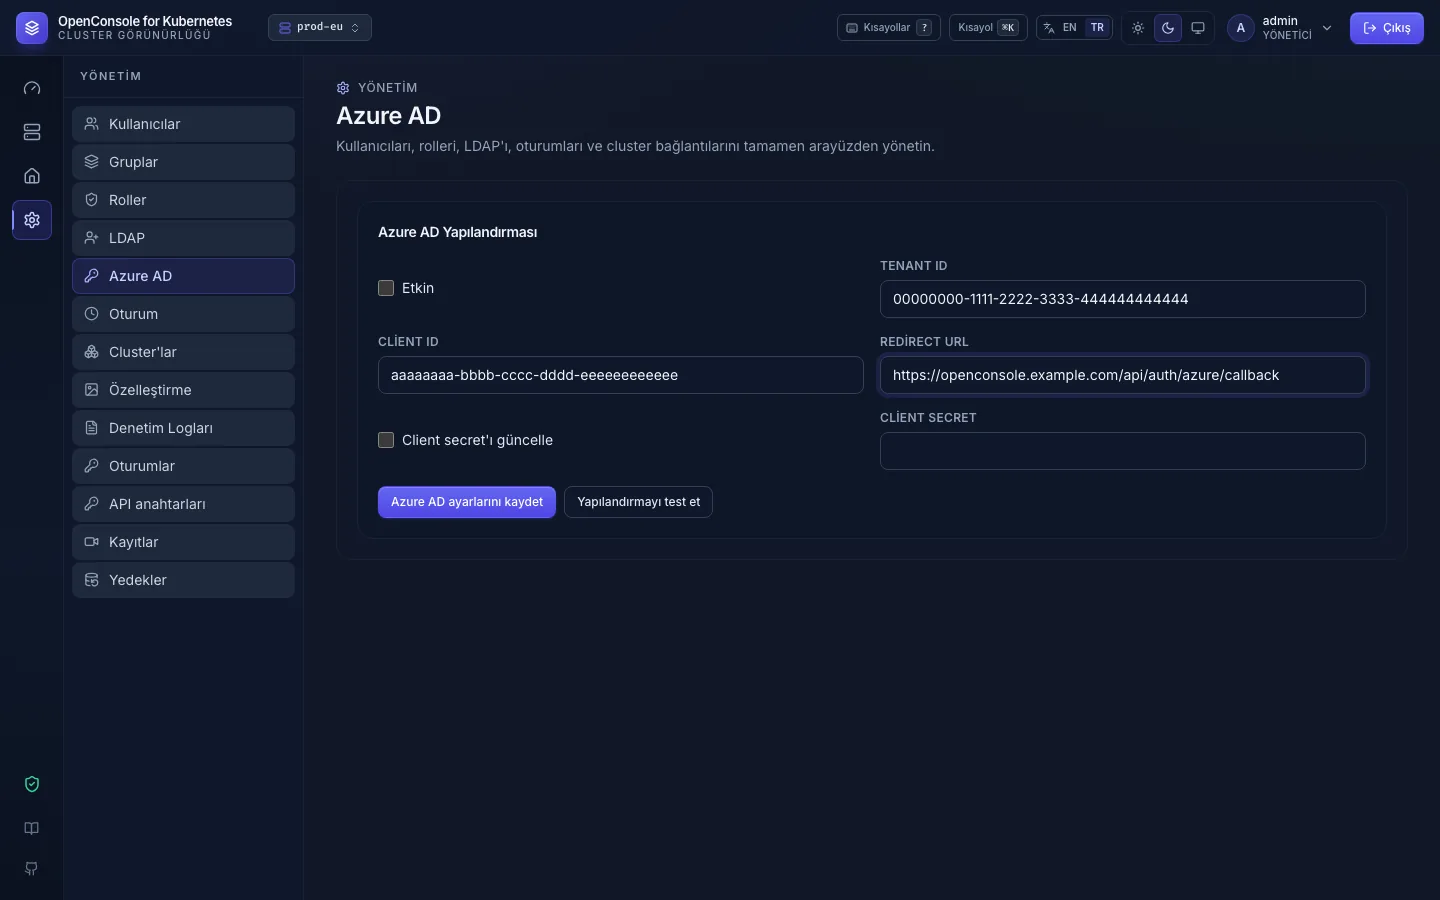 OpenConsole for Kubernetes
CLUSTER GÖRÜNÜRLÜĞÜ
prod-eu
Kısayollar ?
Kısayol ⌘K
EN TR
A
admin
YÖNETİCİ
Çıkış
YÖNETİM
Kullanıcılar
Gruplar
Roller
LDAP
Azure AD
Oturum
Cluster'lar
Özelleştirme
Denetim Logları
Oturumlar
API anahtarları
Kayıtlar
Yedekler
YÖNETİM
Azure AD
Kullanıcıları, rolleri, LDAP'ı, oturumları ve cluster bağlantılarını tamamen arayüzden yönetin.
Azure AD Yapılandırması
Etkin
TENANT ID
00000000-1111-2222-3333-444444444444
CLİENT ID
aaaaaaaa-bbbb-cccc-dddd-eeeeeeeeeeee
REDİRECT URL
https://openconsole.example.com/api/auth/azure/callback
Client secret'ı güncelle
CLİENT SECRET
Azure AD ayarlarını kaydet
Yapılandırmayı test et